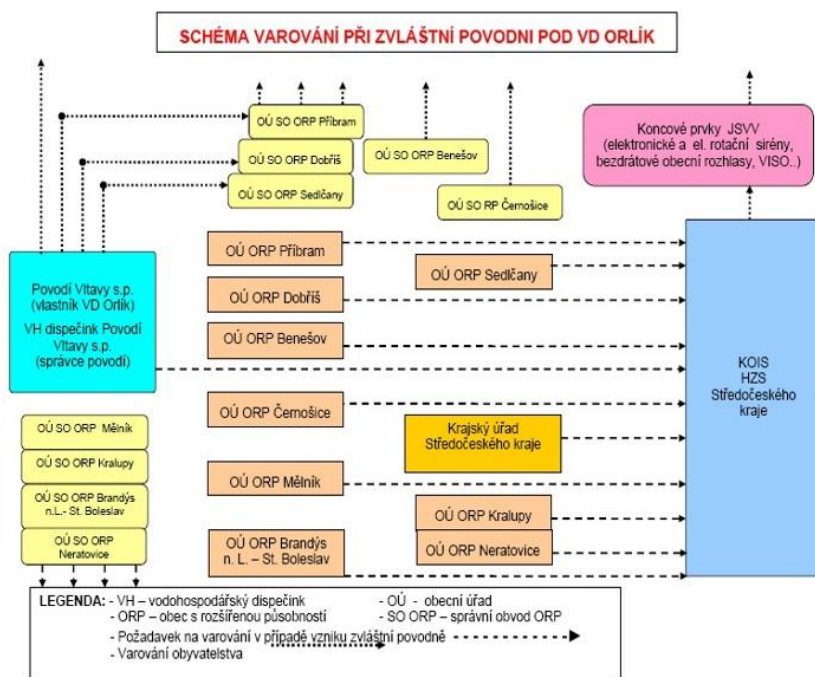 SCHÉMA VAROVÁNÍ PŘI ZVLÁŠTNÍ POVODNI POD VD ORLÍK
OÚ SO ORP Příbram
OÚ SO ORP Dobříš
OÚ SO ORP Sedlčany
OÚ SO ORP Benešov
OÚ SO RP Černošice
Koncové prvky JSVV
(elektronické a el. rotační sirény,
bezdrátové obecní rozhlasy, VISO..)
Povodí Vltavy s.p.
(vlastník VD Orlík)
VH dispečink Povodí
Vltavy s.p.
(správce povodí)
OÚ ORP Příbram
OÚ ORP Sedlčany
OÚ ORP Dobříš
OÚ ORP Benešov
OÚ ORP Černošice
Krajský úřad
Středočeského kraje
OÚ ORP Mělník
OÚ ORP Kralupy
OÚ ORP Neratovice
OÚ ORP Brandýs
n. L. – St. Boleslav
KOIS
HZS
Středočeského
kraje
OÚ SO ORP Mělník
OÚ SO ORP Kralupy
OÚ SO ORP Brandýs
n.L.- St. Boleslav
OÚ SO ORP
Neratovice
LEGENDA: - VH – vodohospodářský dispečink - OÚ - obecní úřad
- ORP – obec s rozšířenou působností - SO ORP – správní obvod ORP
- Požadavek na varování v případě vzniku zvláštní povodně
- Varování obyvatelstva